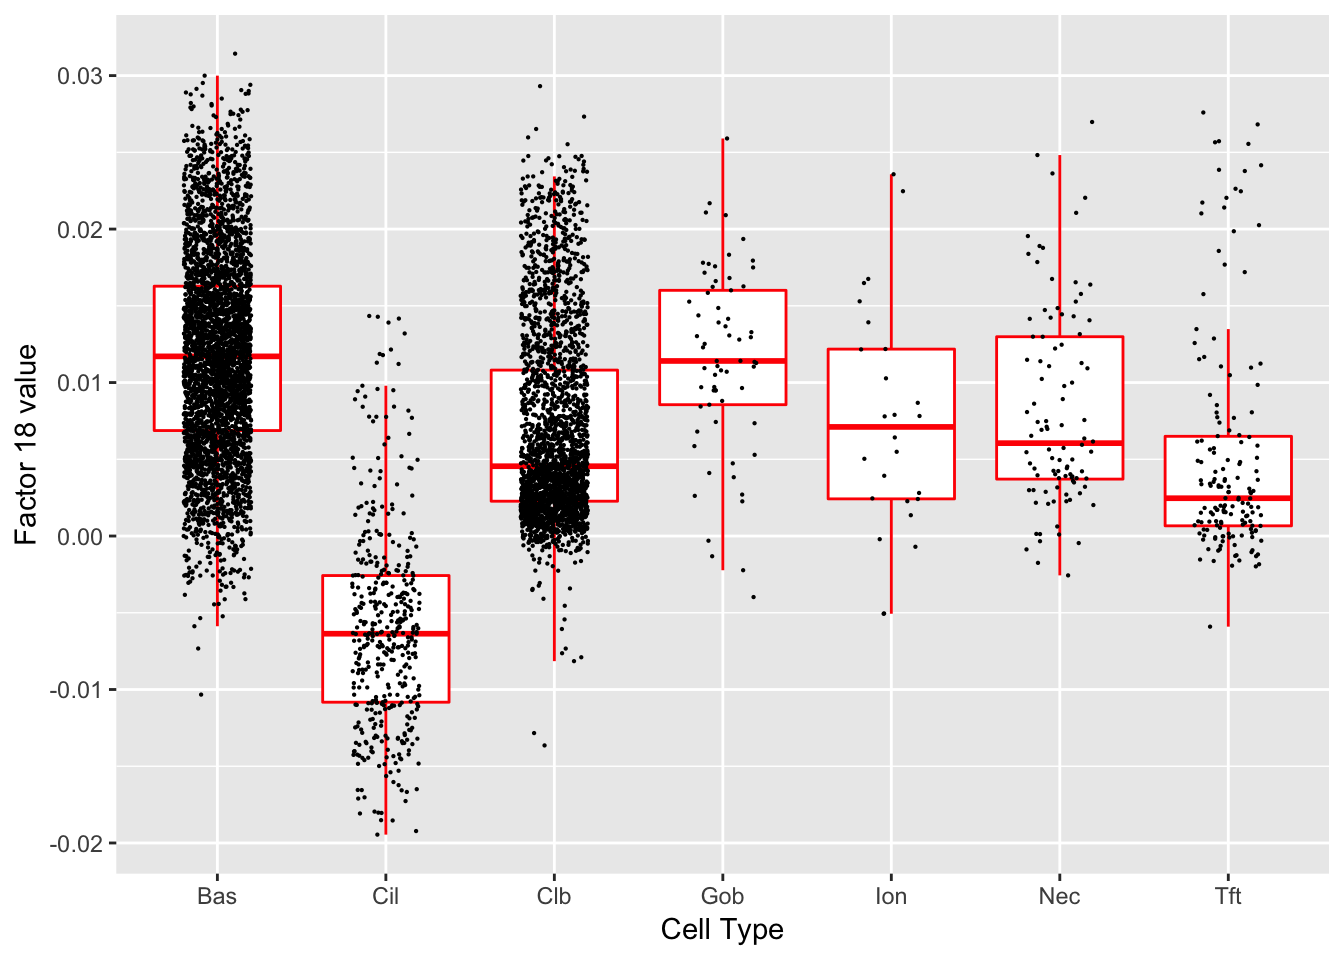 Factor 18 value
0.03
0.02
0.01
0.00
-0.01
-0.02
Bas Cil Clb Gob Ion Nec Tft
Cell Type